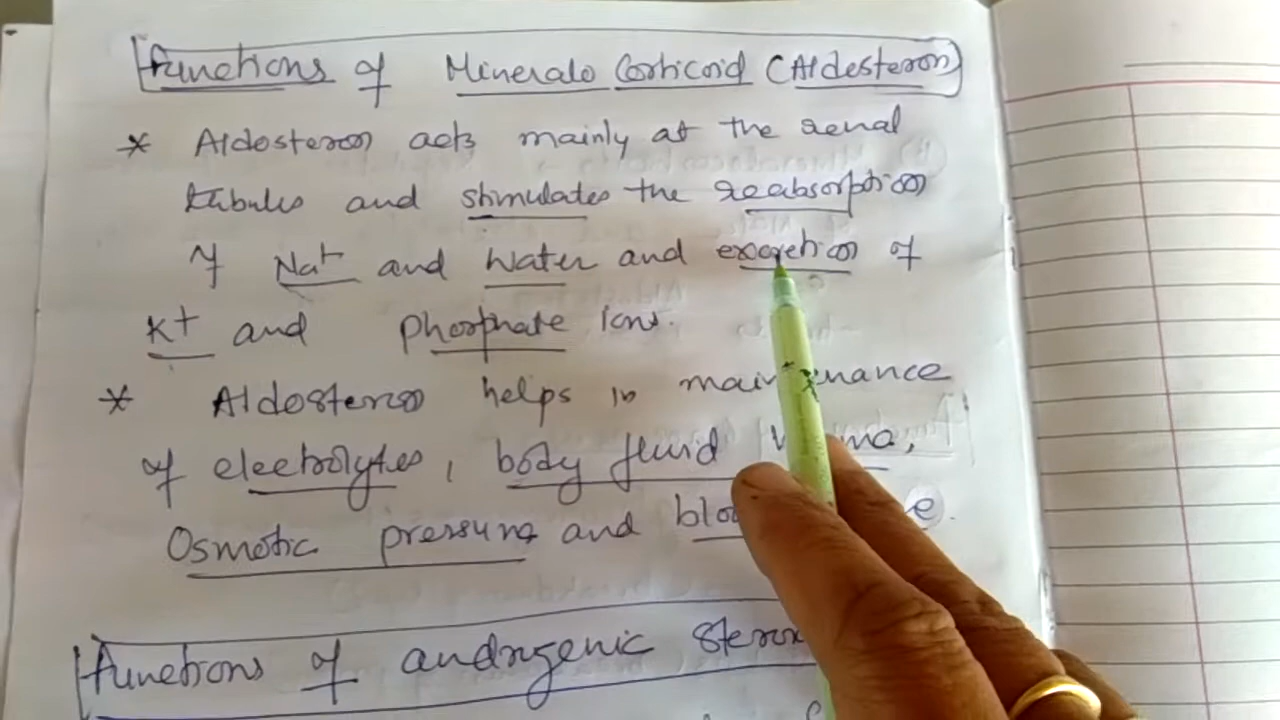 Functions of Mineralo Corticoid (Aldosteron)
* Aldosteron acts mainly at the renal
tubules and stimulates the reabsorption
of Na+ and Water and excretion of
K+ and phosphate ions.
* Aldosteron helps in
of electrolytes, body fluid
Osmotic pressure and
functions of androgenic